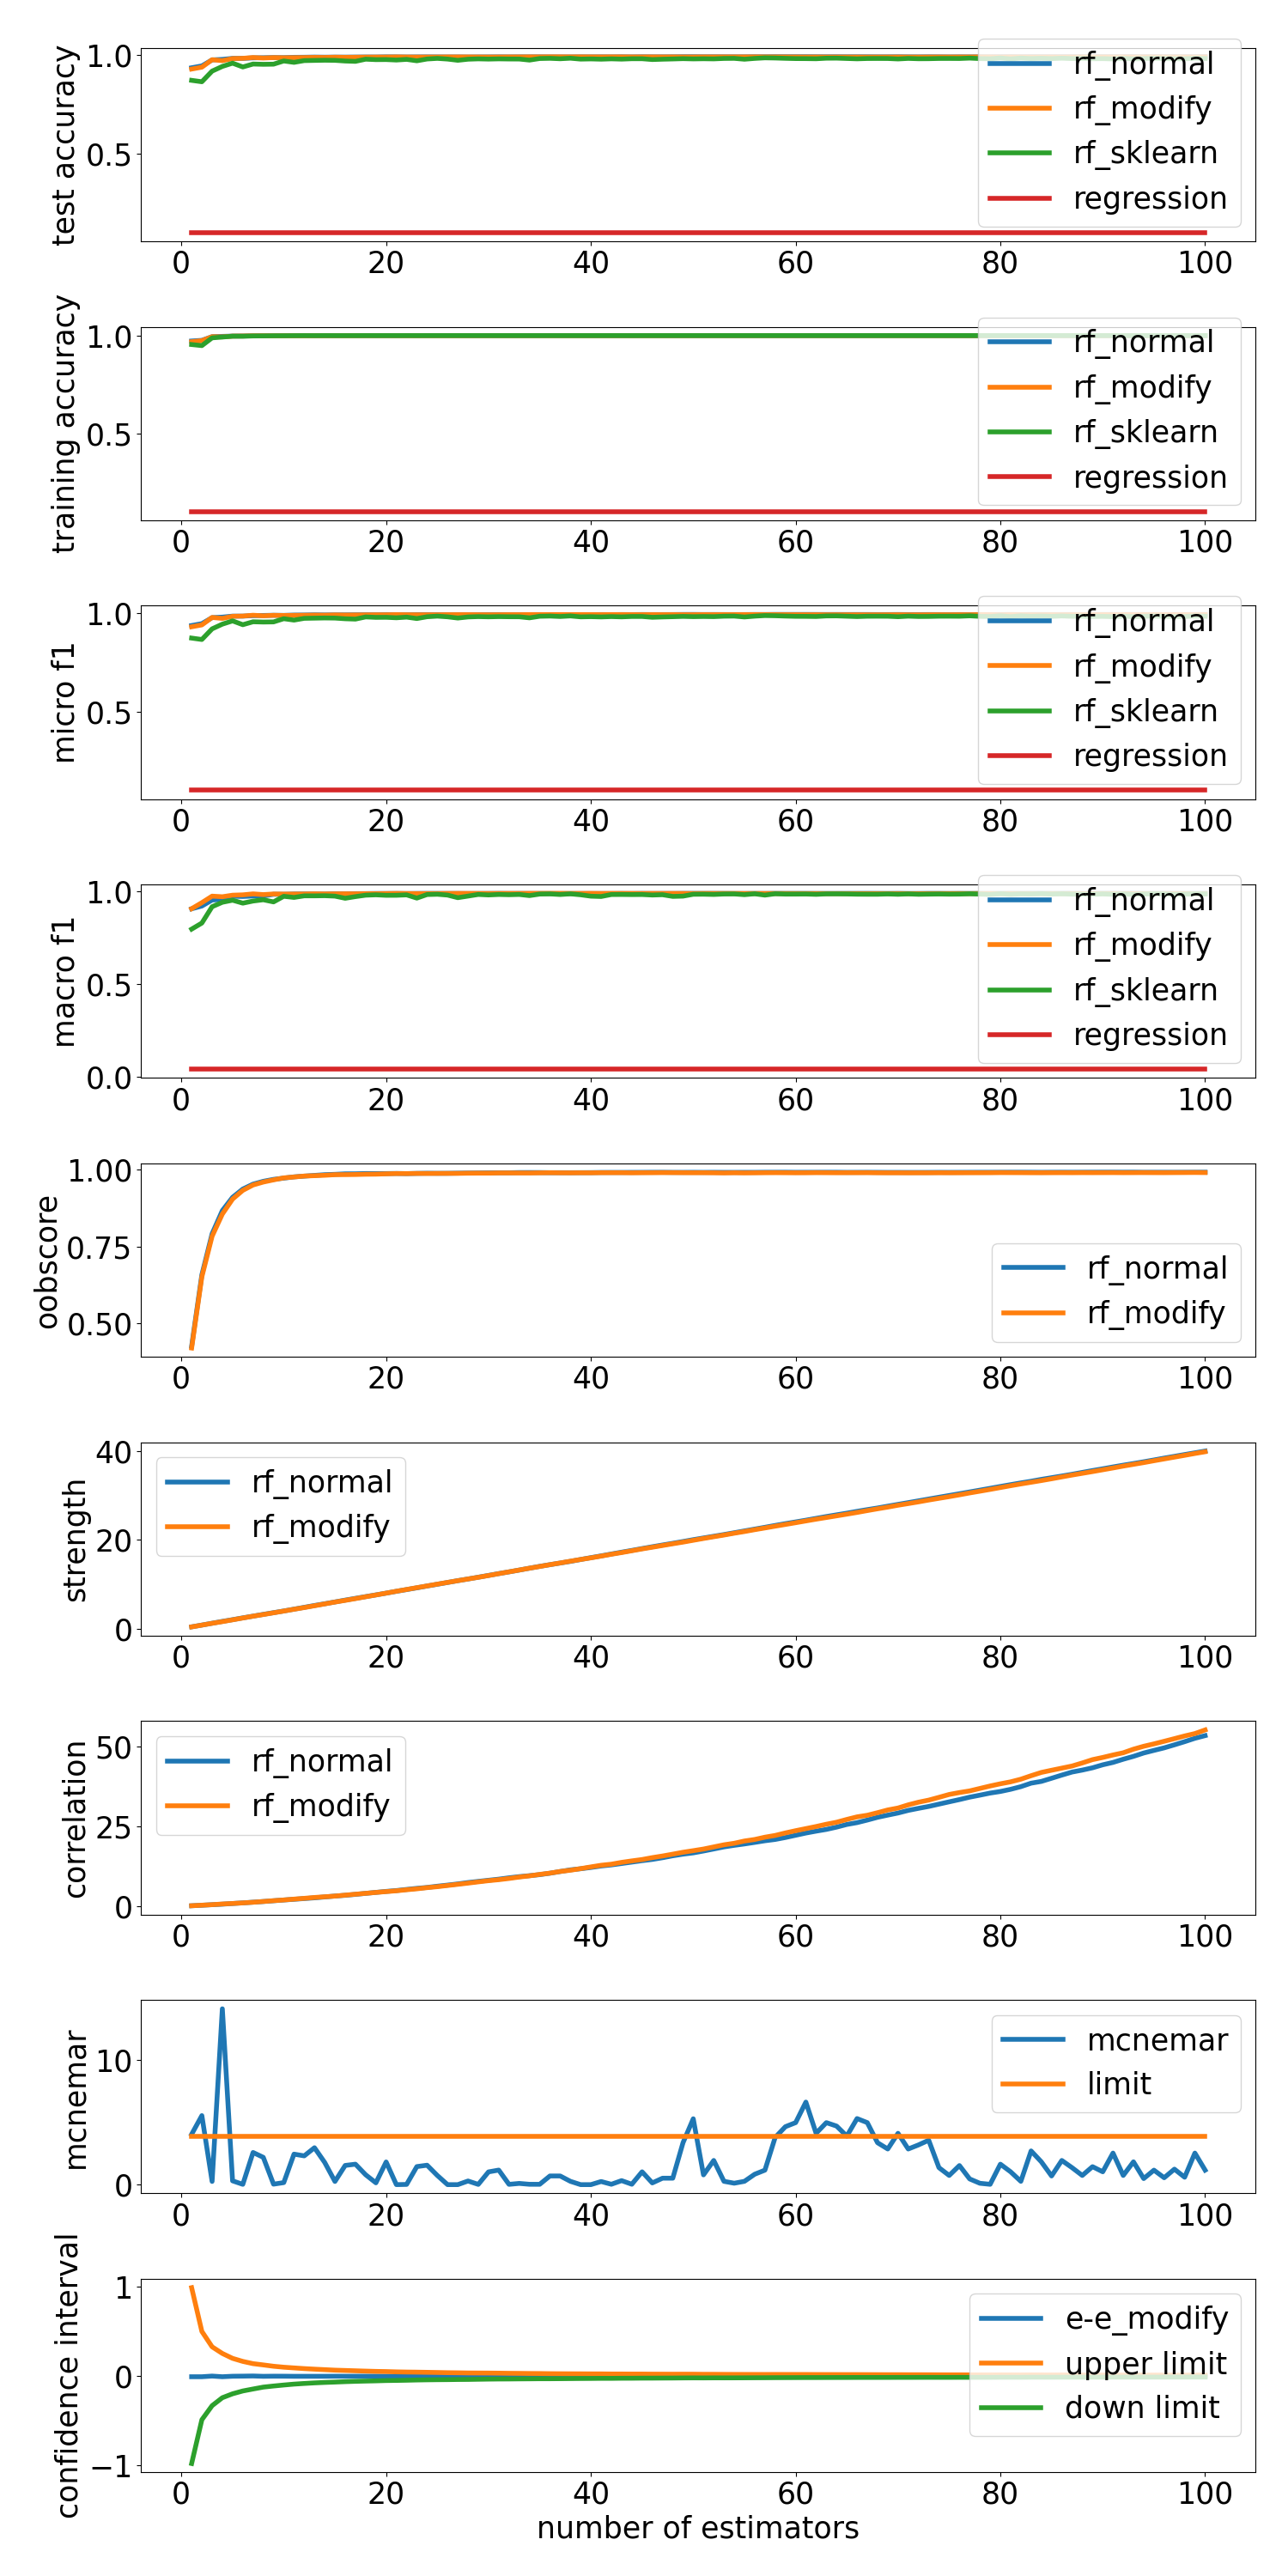 test accuracy
1.0
0.5
rf_normal
rf_modify
rf_sklearn
regression
0 20 40 60 80 100
training accuracy
1.0
0.5
rf_normal
rf_modify
rf_sklearn
regression
0 20 40 60 80 100
micro f1
1.0
0.5
rf_normal
rf_modify
rf_sklearn
regression
0 20 40 60 80 100
macro f1
1.0
0.5
0.0
rf_normal
rf_modify
rf_sklearn
regression
0 20 40 60 80 100
oobscore
1.00
0.75
0.50
rf_normal
rf_modify
0 20 40 60 80 100
strength
40
20
0
rf_normal
rf_modify
0 20 40 60 80 100
correlation
50
25
0
rf_normal
rf_modify
0 20 40 60 80 100
mcnemar
10
0
mcnemar
limit
0 20 40 60 80 100
confidence interval
1
0
−1
e-e_modify
upper limit
down limit
0 20 40 60 80 100
number of estimators